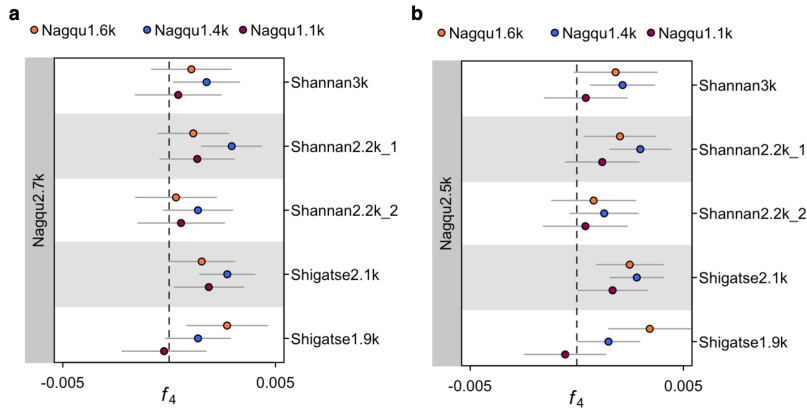 a
Nagqu1.6k Nagqu1.4k Nagqu1.1k
Nagqu2.7k
Shannan3k
Shannan2.2k_1
Shannan2.2k_2
Shigatse2.1k
Shigatse1.9k
-0.005 0.005
f4
b
Nagqu1.6k Nagqu1.4k Nagqu1.1k
Nagqu2.5k
Shannan3k
Shannan2.2k_1
Shannan2.2k_2
Shigatse2.1k
Shigatse1.9k
-0.005 0.005
f4